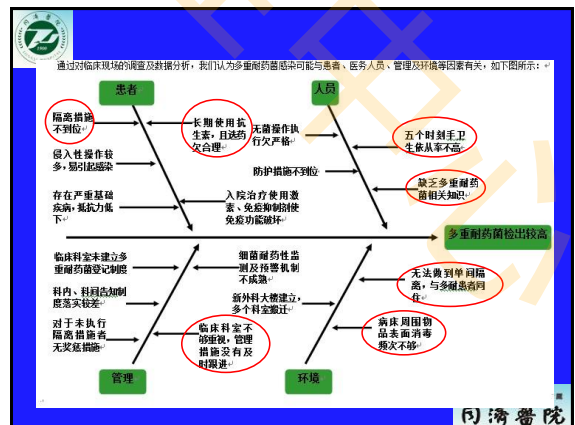 通过对临床现场的调查及数据分析，我们认为多重耐药菌感染可能与患者、医务人员、管理及环境等因素有关，如下图所示：
患者
人员
隔离措施
不到位
长期使用抗
生素，且选药
欠合理
无菌操作执
行欠严格
五个时刻手卫
生依从率不高
侵入性操作较
多，易引起感染
防护措施不到位
缺乏多重耐药
菌相关知识
存在严重基础
疾病，抵抗力低
下
入院治疗使用激
素、免疫抑制剂使
免疫功能破坏
多重耐药菌检出较高
临床科室未建立多
重耐药菌登记制度
细菌耐药性监
测及预警机制
不成熟
无法做到单间隔
离，与多耐患者同
住
科内、科间告知制
度落实较差
新外科大楼建立，
多个科室搬迁
对于未执行
隔离措施者
无奖惩措施
临床科室不
够重视，管理
措施没有及
时跟进
病床周围物
品表面消毒
频次不够
管理
环境
同济医院